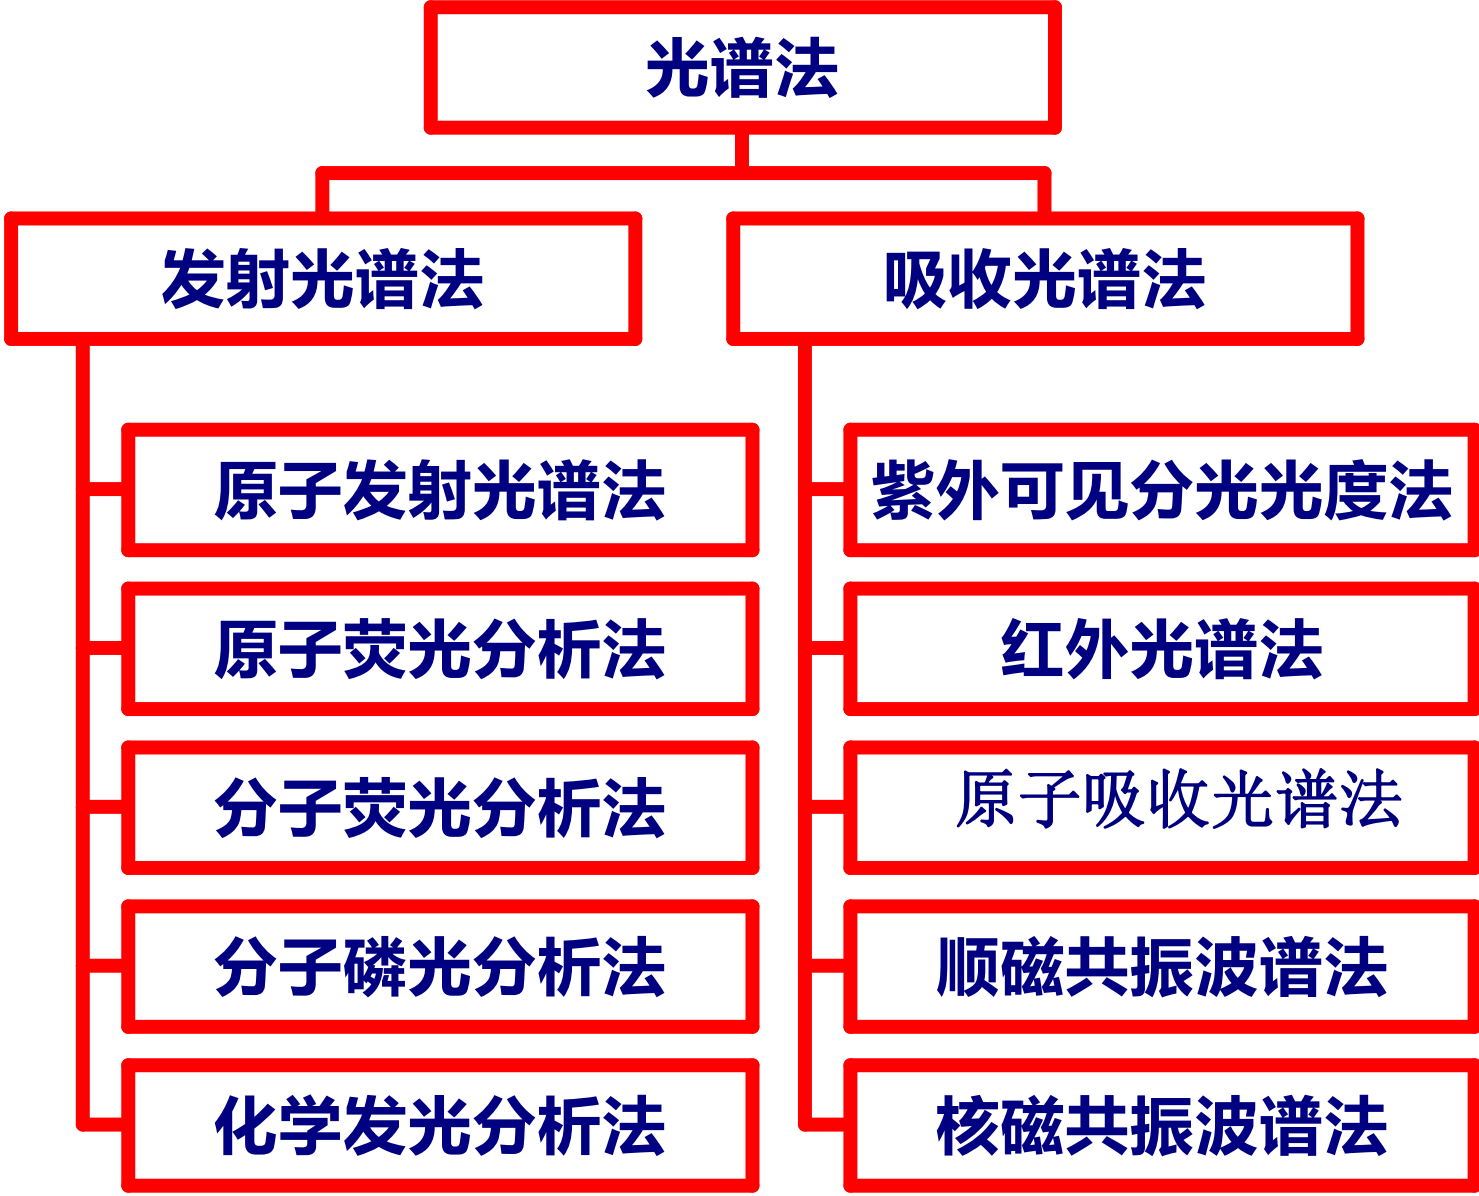 光谱法
发射光谱法
吸收光谱法
原子发射光谱法
紫外可见分光光度法
原子荧光分析法
红外光谱法
分子荧光分析法
原子吸收光谱法
分子磷光分析法
顺磁共振波谱法
化学发光分析法
核磁共振波谱法